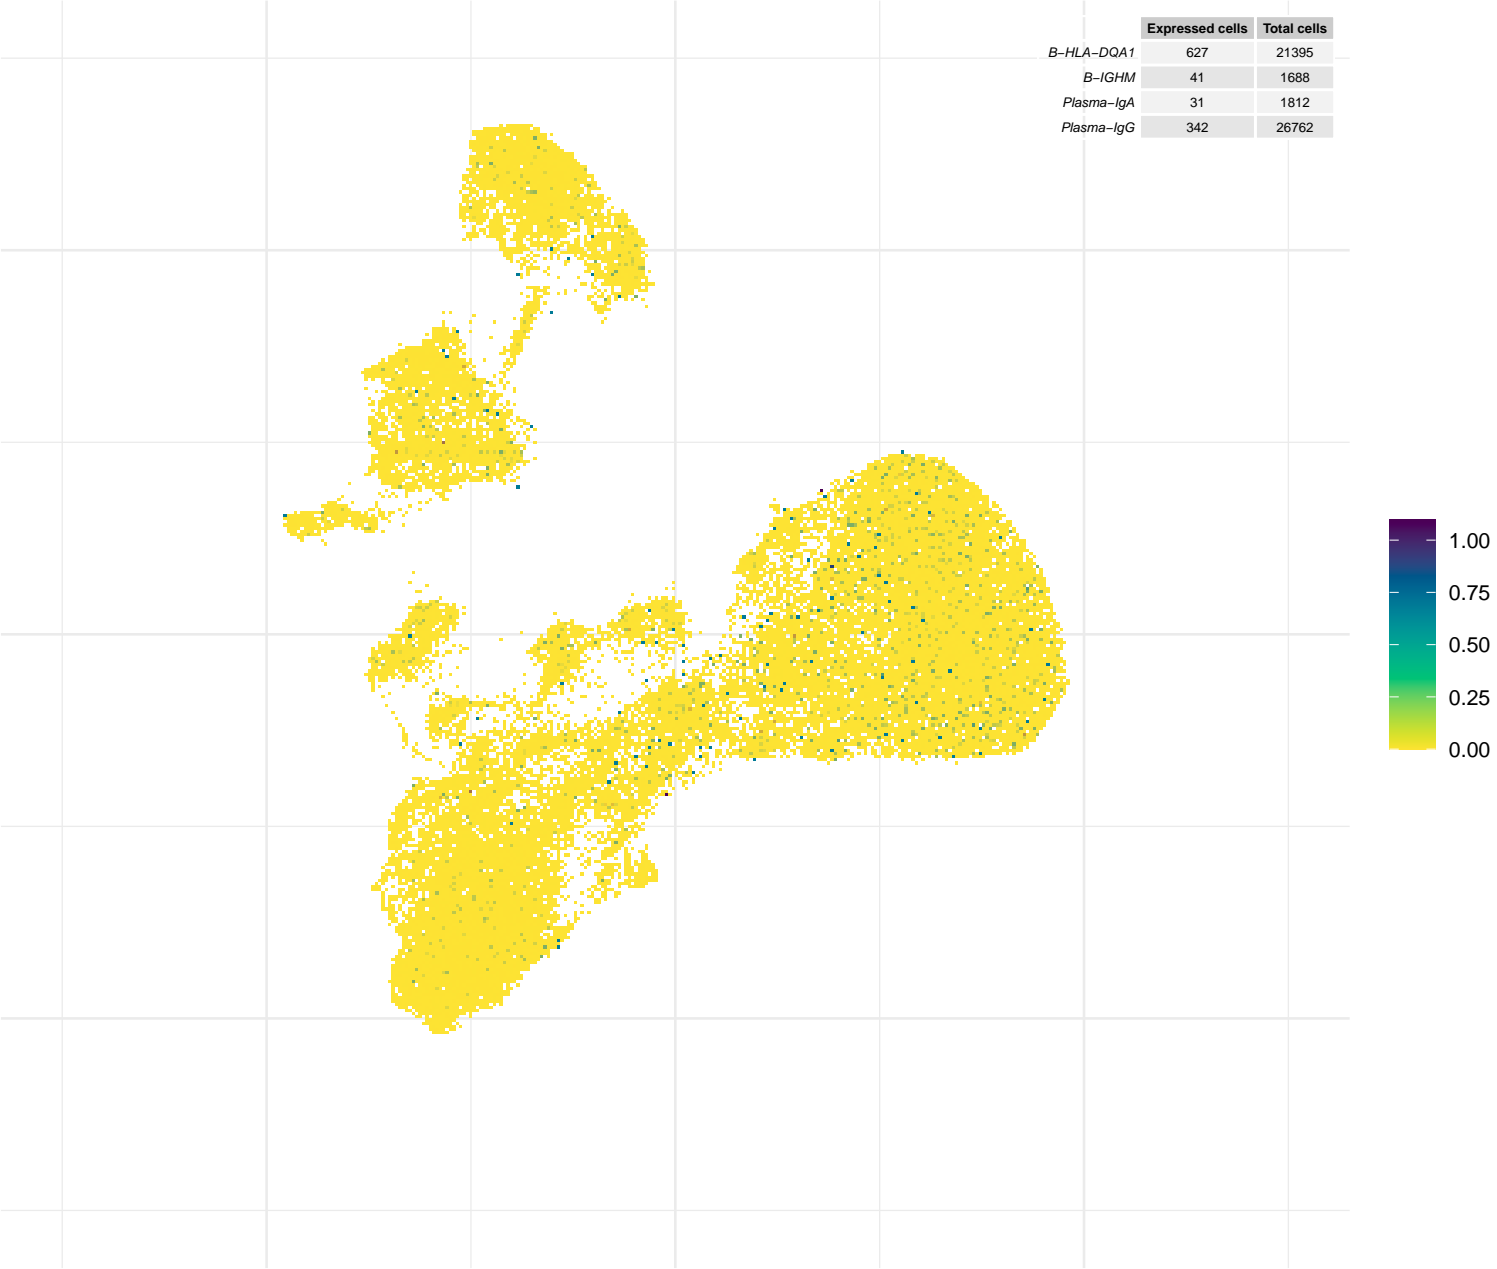 Expressed cells Total cells
B−HLA−DQA1 627 21395
B−IGHM 41 1688
Plasma−IgA 31 1812
Plasma−IgG 342 26762
1.00
0.75
0.50
0.25
0.00